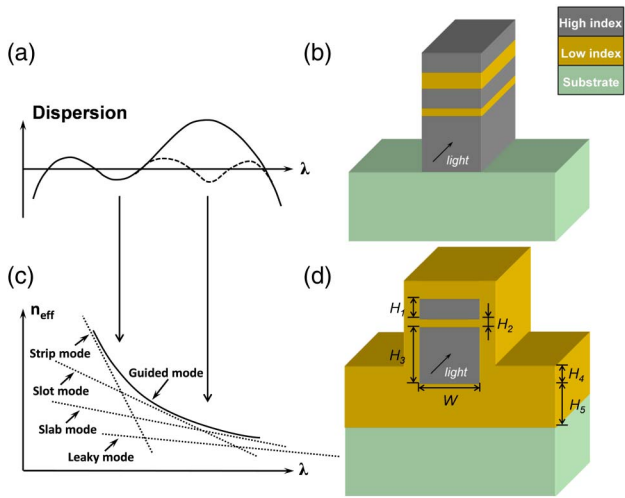 (a)
Dispersion
λ
(b)
High index
Low index
Substrate
light
(c)
neff
Strip mode
Slot mode
Slab mode
Leaky mode
Guided mode
λ
(d)
H1
H2
H3
light
W
H4
H5